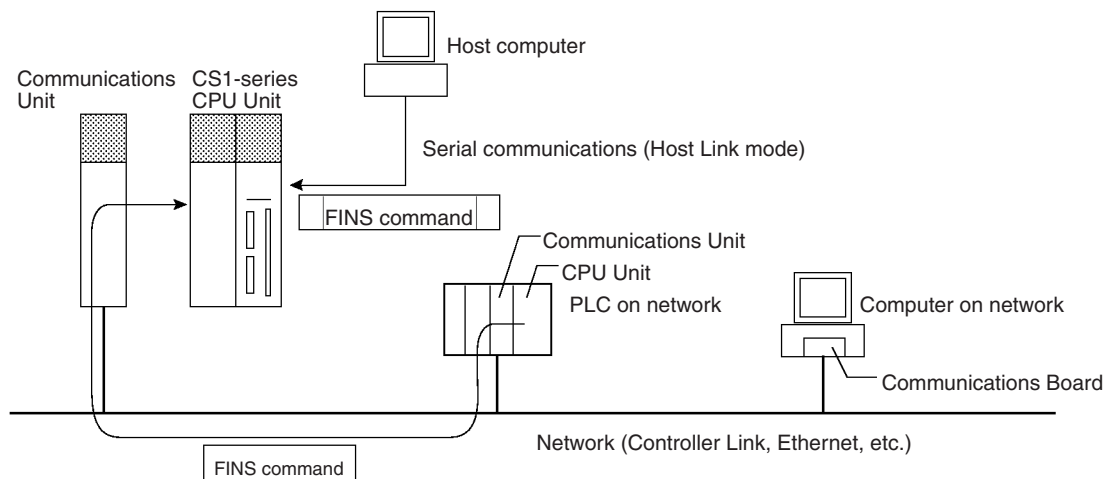 Host computer
Communications
Unit
CS1-series
CPU Unit
Serial communications (Host Link mode)
FINS command
Communications Unit
CPU Unit
PLC on network
Computer on network
Communications Board
Network (Controller Link, Ethernet, etc.)
FINS command